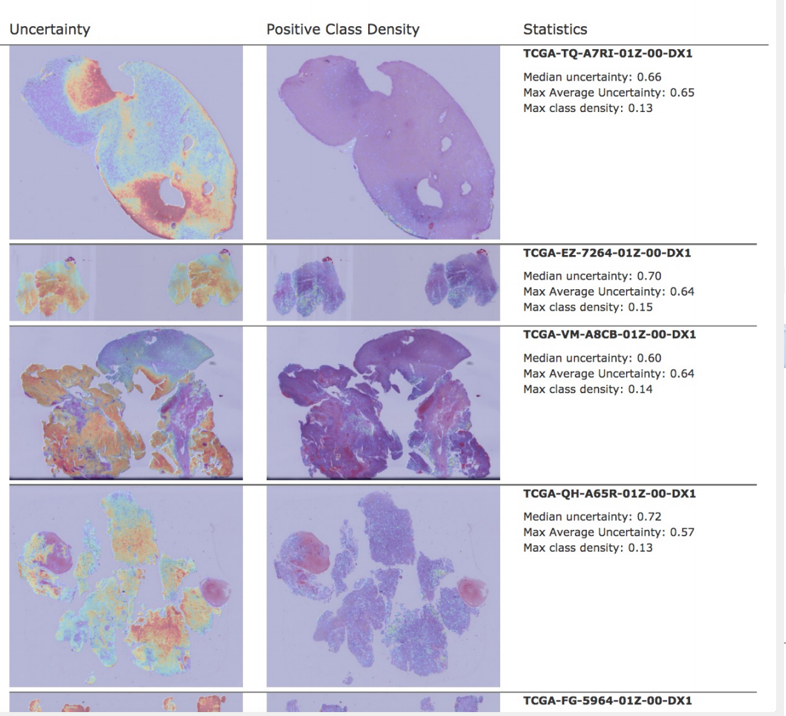 Uncertainty Positive Class Density Statistics
TCGA-TQ-A7RI-01Z-00-DX1
Median uncertainty: 0.66
Max Average Uncertainty: 0.65
Max class density: 0.13
TCGA-EZ-7264-01Z-00-DX1
Median uncertainty: 0.70
Max Average Uncertainty: 0.64
Max class density: 0.15
TCGA-VM-A8CB-01Z-00-DX1
Median uncertainty: 0.60
Max Average Uncertainty: 0.64
Max class density: 0.14
TCGA-QH-A65R-01Z-00-DX1
Median uncertainty: 0.72
Max Average Uncertainty: 0.57
Max class density: 0.13
TCGA-FG-5964-01Z-00-DX1